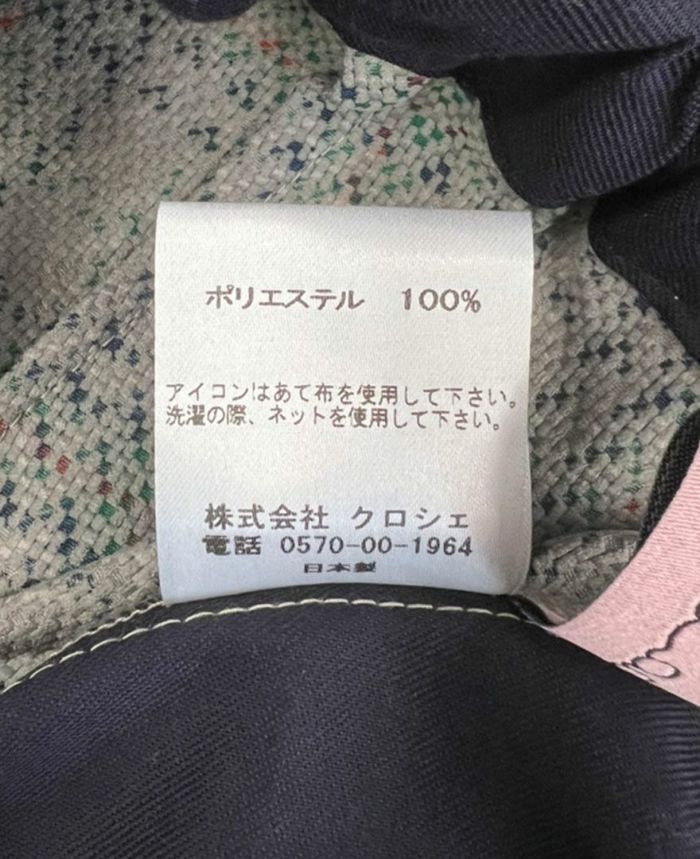 ポリエステル 100%
アイコンはあて布を使用して下さい。
洗濯の際、ネットを使用して下さい。
株式会社 クロシェ
電話 0570-00-1964
日本製